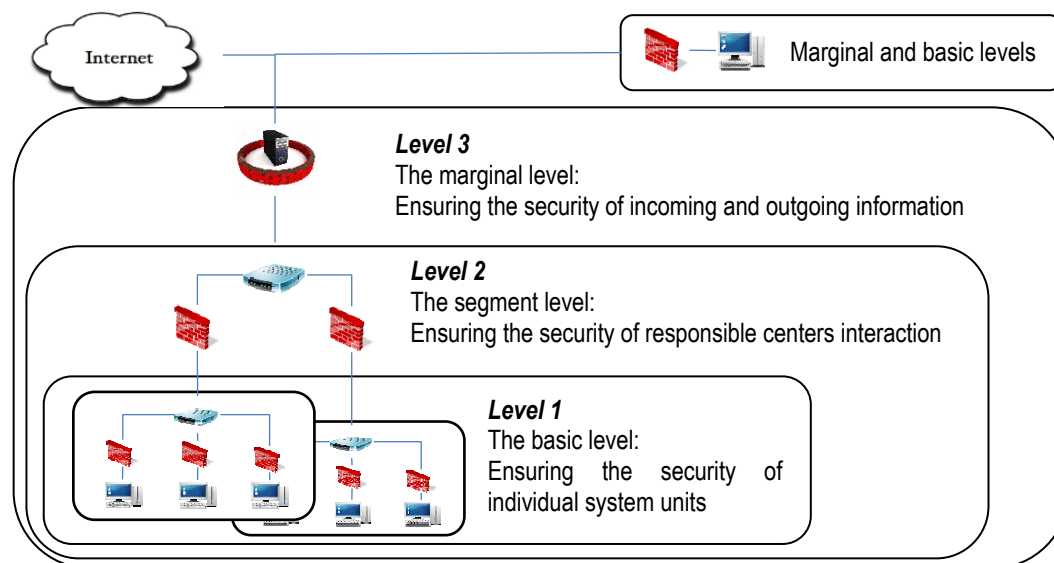 Internet
Marginal and basic levels
Level 3
The marginal level:
Ensuring the security of incoming and outgoing information
Level 2
The segment level:
Ensuring the security of responsible centers interaction
Level 1
The basic level:
Ensuring the security of
individual system units